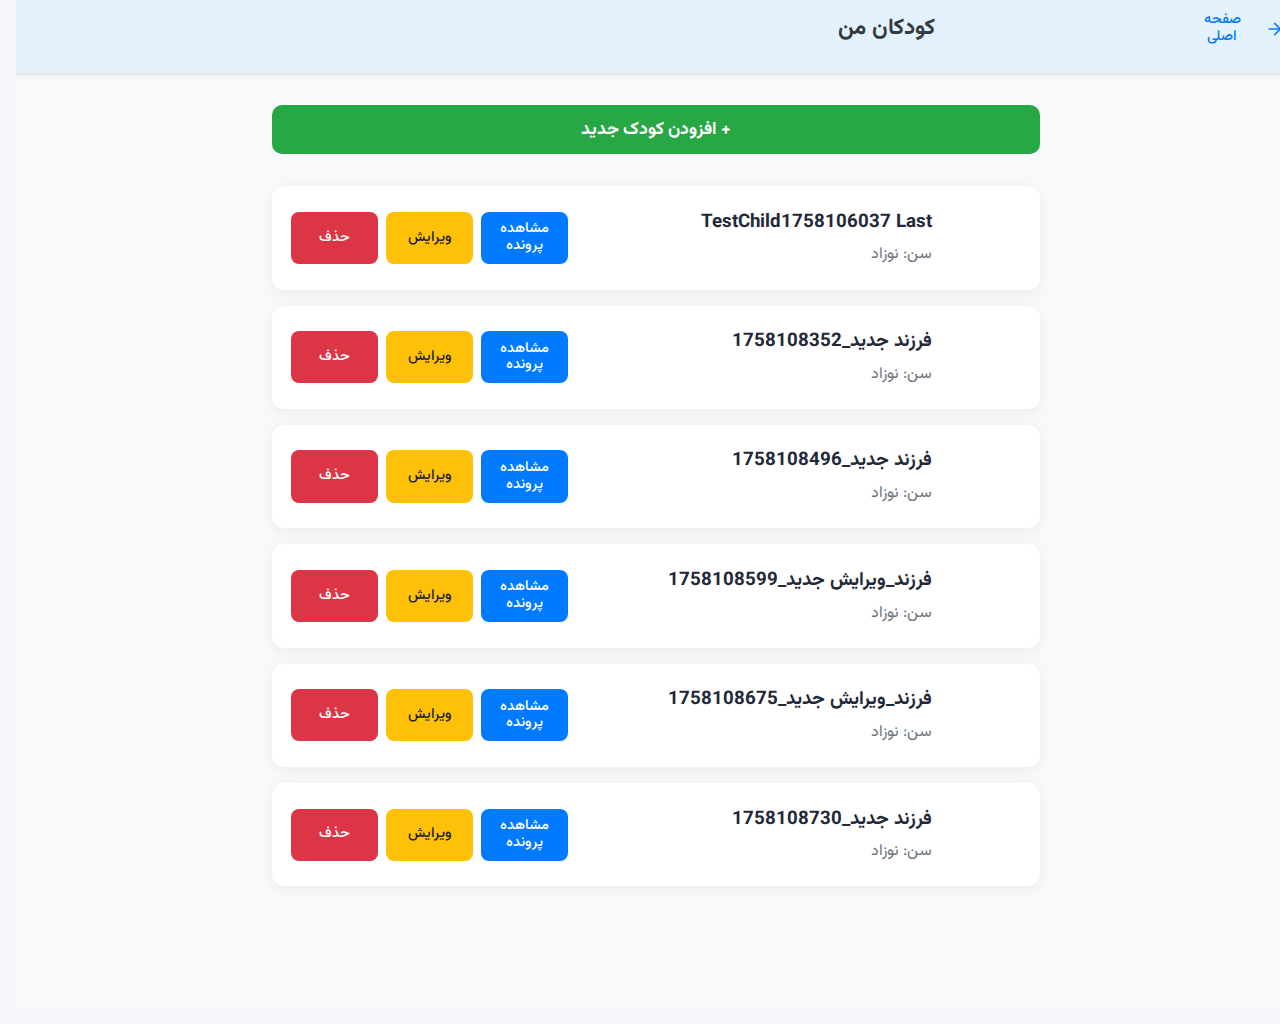 صفحه
اصلی
کودکان من
+ افزودن کودک جدید
TestChild1758106037 Last
سن: نوزاد
مشاهده
پرونده
ویرایش
حذف
فرزند جدید_1758108352
سن: نوزاد
مشاهده
پرونده
ویرایش
حذف
فرزند جدید_1758108496
سن: نوزاد
مشاهده
پرونده
ویرایش
حذف
فرزند_ویرایش جدید_1758108599
سن: نوزاد
مشاهده
پرونده
ویرایش
حذف
فرزند_ویرایش جدید_1758108675
سن: نوزاد
مشاهده
پرونده
ویرایش
حذف
فرزند جدید_1758108730
سن: نوزاد
مشاهده
پرونده
ویرایش
حذف